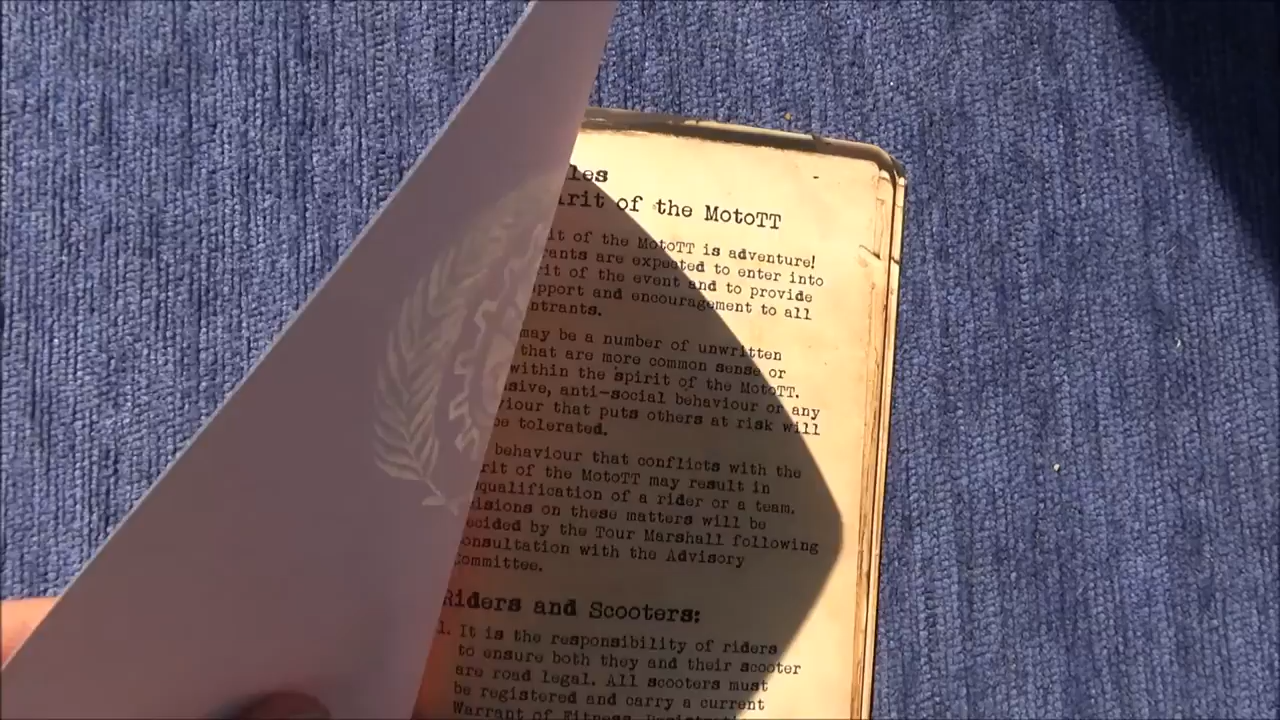 les
irit of the MotoTT
it of the MotoTT is adventure!
rants are expected to enter into
rit of the event and to provide
pport and encouragement to all
ntrants.
may be a number of unwritten
that are more common sense or
within the spirit of the MotoTT.
sive, anti-social behaviour or any
viour that puts others at risk will
be tolerated.
behaviour that conflicts with the
rit of the MotoTT may result in
qualification of a rider or a team.
isions on these matters will be
ecided by the Tour Marshall following
onsultation with the Advisory
Committee.
Riders and Scooters:
1. It is the responsibility of riders
to ensure both they and their scooter
are road legal. All scooters must
be registered and carry a current
Warrant of Fitness.